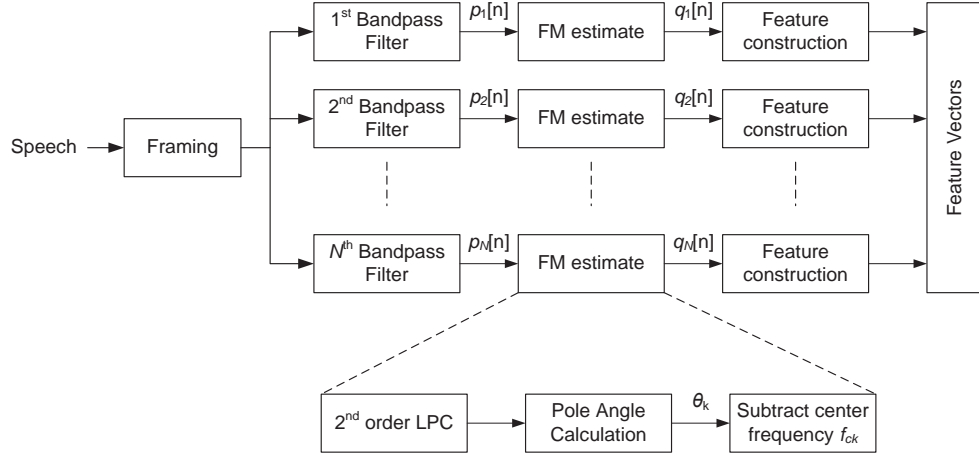 1st Bandpass Filter
p1[n]
FM estimate
q1[n]
Feature construction
2nd Bandpass Filter
p2[n]
FM estimate
q2[n]
Feature construction
Speech
Framing
Feature Vectors
Nth Bandpass Filter
pN[n]
FM estimate
qN[n]
Feature construction
2nd order LPC
Pole Angle Calculation
θk
Subtract center frequency fck